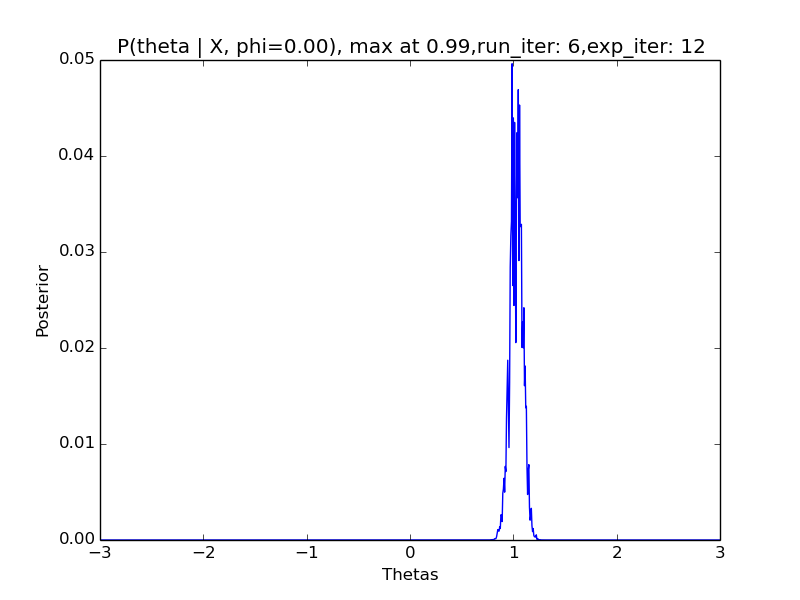 P(theta | X, phi=0.00), max at 0.99,run_iter: 6,exp_iter: 12
0.05
0.04
0.03
0.02
0.01
0.00
Posterior
−3 −2 −1 0 1 2 3
Thetas